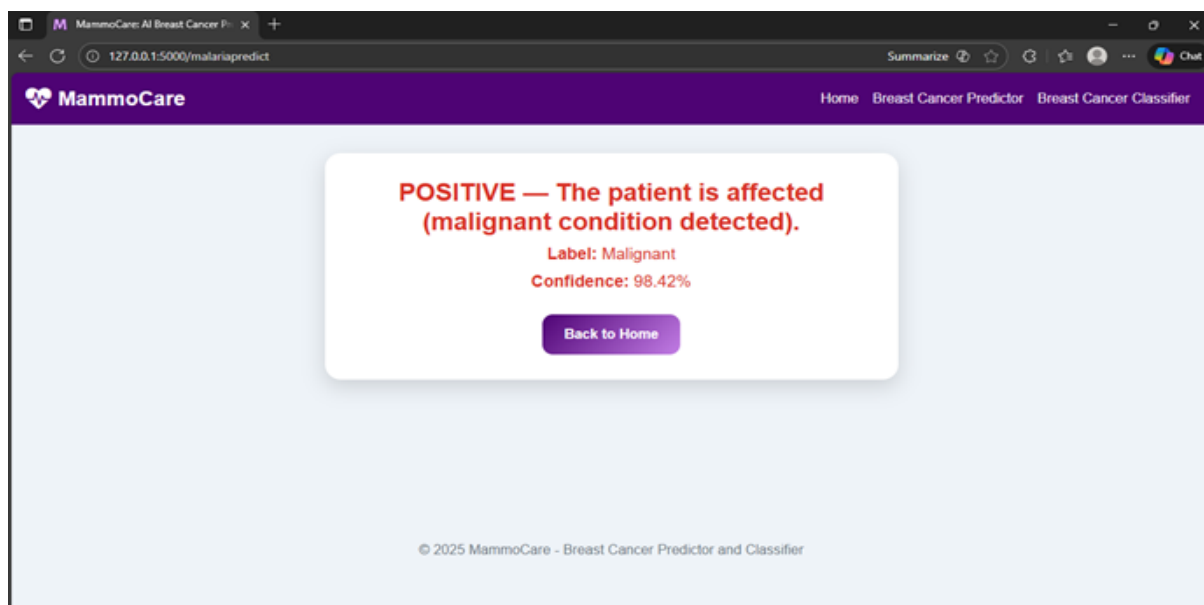 M MammoCare: AI Breast Cancer Pr
127.0.0.1:5000/malariapredict
Summarize
Chat
MammoCare
Home Breast Cancer Predictor Breast Cancer Classifier
POSITIVE — The patient is affected
(malignant condition detected).
Label: Malignant
Confidence: 98.42%
Back to Home
© 2025 MammoCare - Breast Cancer Predictor and Classifier